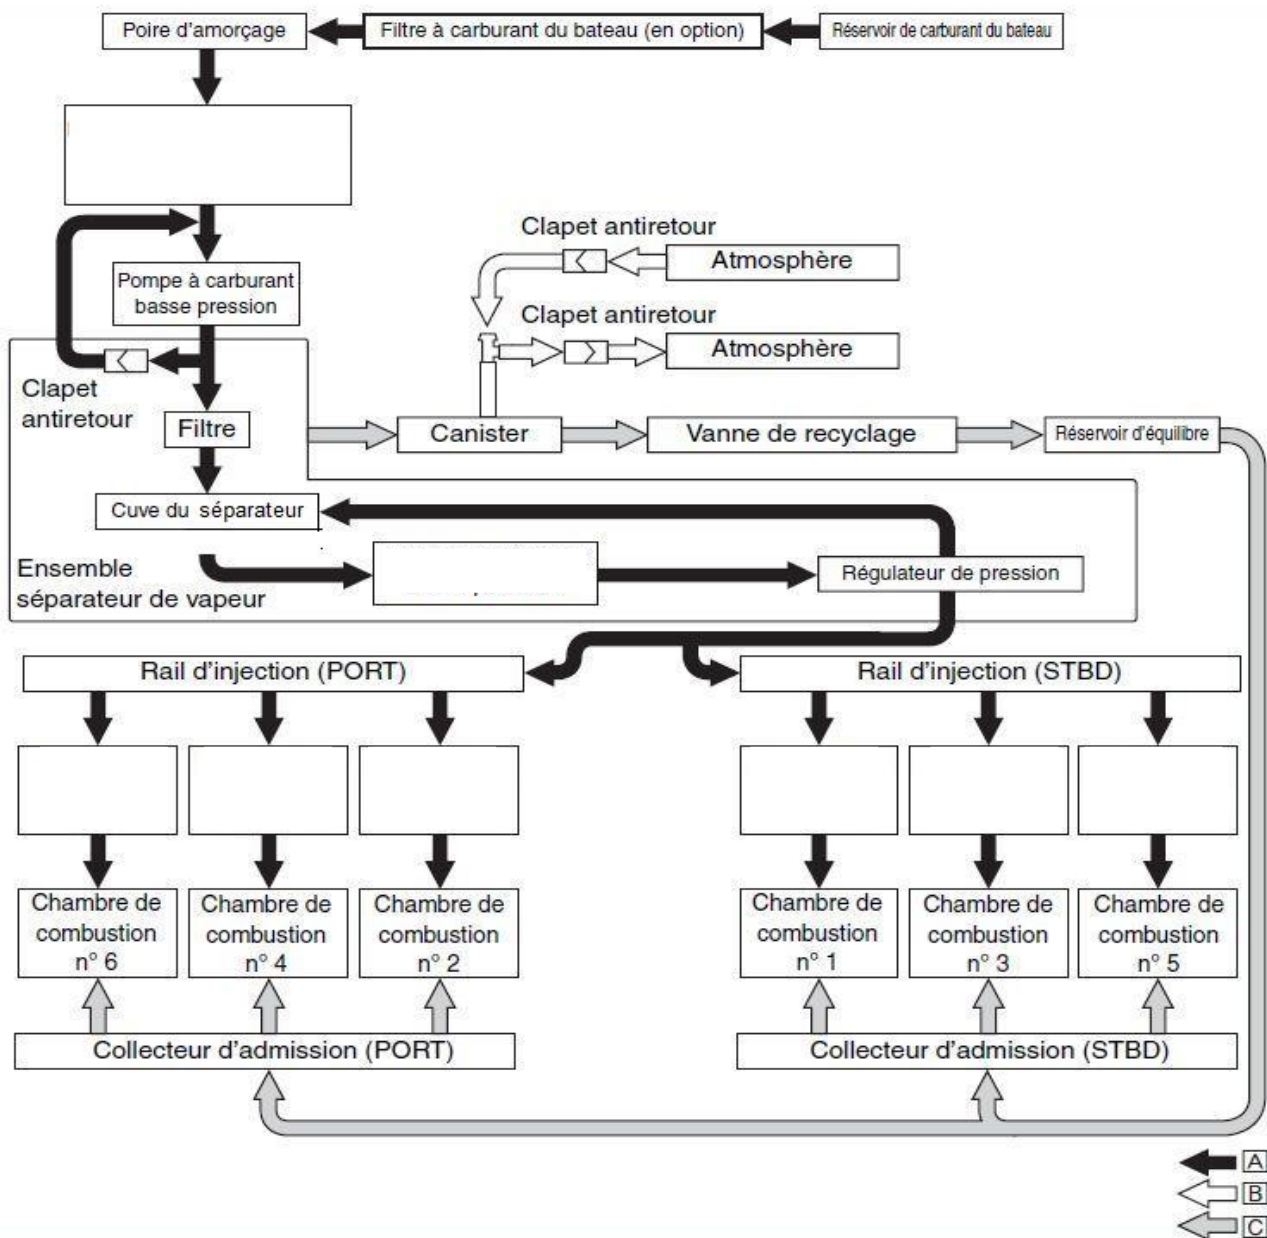 Poire d'amorçage
Filtre à carburant du bateau (en option)
Réservoir de carburant du bateau
Clapet antiretour
Atmosphère
Pompe à carburant
basse pression
Clapet antiretour
Atmosphère
Clapet
antiretour
Filtre
Canister
Vanne de recyclage
Réservoir d'équilibre
Cuve du séparateur
Ensemble
séparateur de vapeur
Régulateur de pression
Rail d'injection (PORT)
Rail d'injection (STBD)
Chambre de
combustion
n° 6
Chambre de
combustion
n° 4
Chambre de
combustion
n° 2
Chambre de
combustion
n° 1
Chambre de
combustion
n° 3
Chambre de
combustion
n° 5
Collecteur d'admission (PORT)
Collecteur d'admission (STBD)
A
B
C